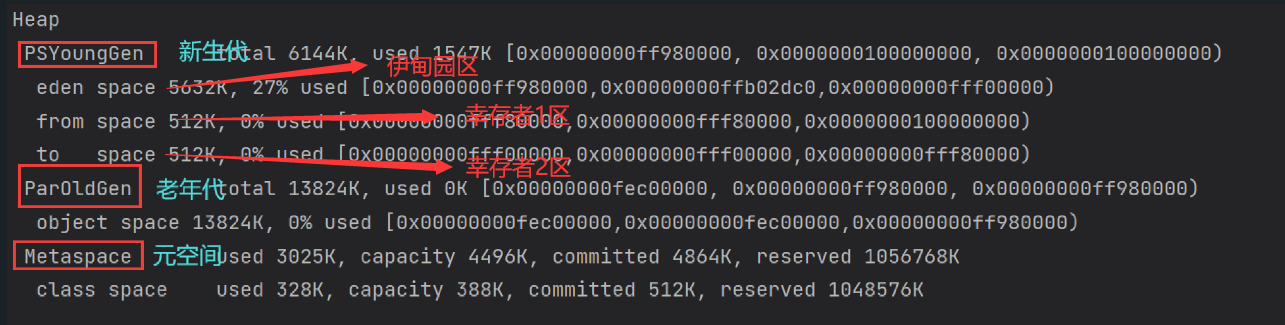 Heap
PSYoungGen 新生代 total 6144K, used 1547K [0x00000000ff980000, 0x0000000100000000, 0x0000000100000000)
eden space 5632K, 27% used [0x00000000ff980000,0x00000000ffb02dc0,0x00000000fff00000)
伊甸园区
from space 512K, 0% used [0x00000000fff80000,0x00000000fff80000,0x0000000100000000)
幸存者1区
to space 512K, 0% used [0x00000000fff00000,0x00000000fff00000,0x00000000fff80000)
幸存者2区
ParOldGen 老年代 total 13824K, used 0K [0x00000000fec00000, 0x00000000ff980000, 0x00000000ff980000)
object space 13824K, 0% used [0x00000000fec00000,0x00000000fec00000,0x00000000ff980000)
Metaspace 元空间 used 3025K, capacity 4496K, committed 4864K, reserved 1056768K
class space used 328K, capacity 388K, committed 512K, reserved 1048576K